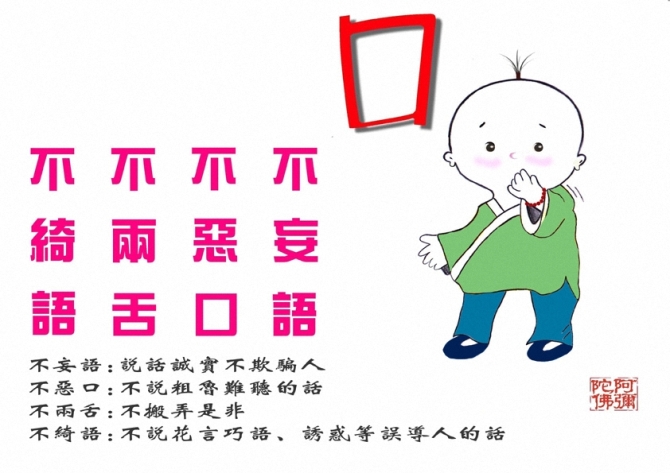 口
不妄語
不惡口
不兩舌
不綺語
不妄語:說話誠實不欺騙人
不惡口:不說粗魯難聽的話
不兩舌:不搬弄是非
不綺語:不說花言巧語、誘惑等誤導人的話
阿彌
陀佛